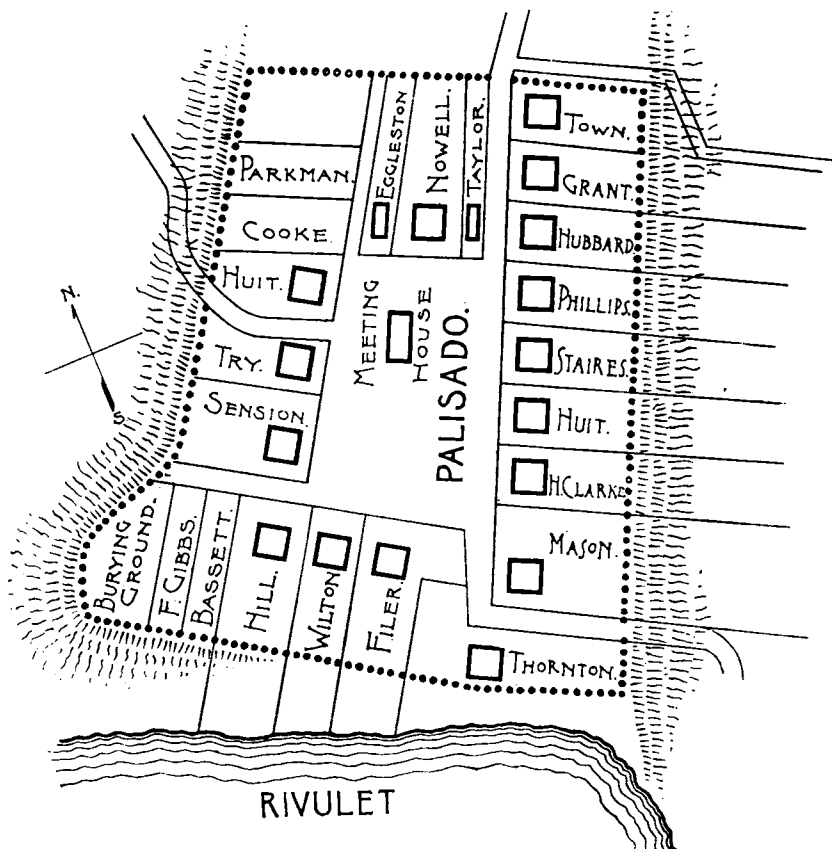 EGGLESTON
NOWELL.
TAYLOR.
TOWN.
PARKMAN.
GRANT.
COOKE.
HUBBARD.
HUIT.
PHILLIPS.
MEETING
HOUSE
PALISADO.
N.
S.
TRY.
STAIRES.
SENSION.
HUIT.
H. CLARKE
MASON.
BURYING
GROUND.
F. GIBBS.
BASSETT.
HILL.
WILTON
FILER.
THORNTON.
RIVULET